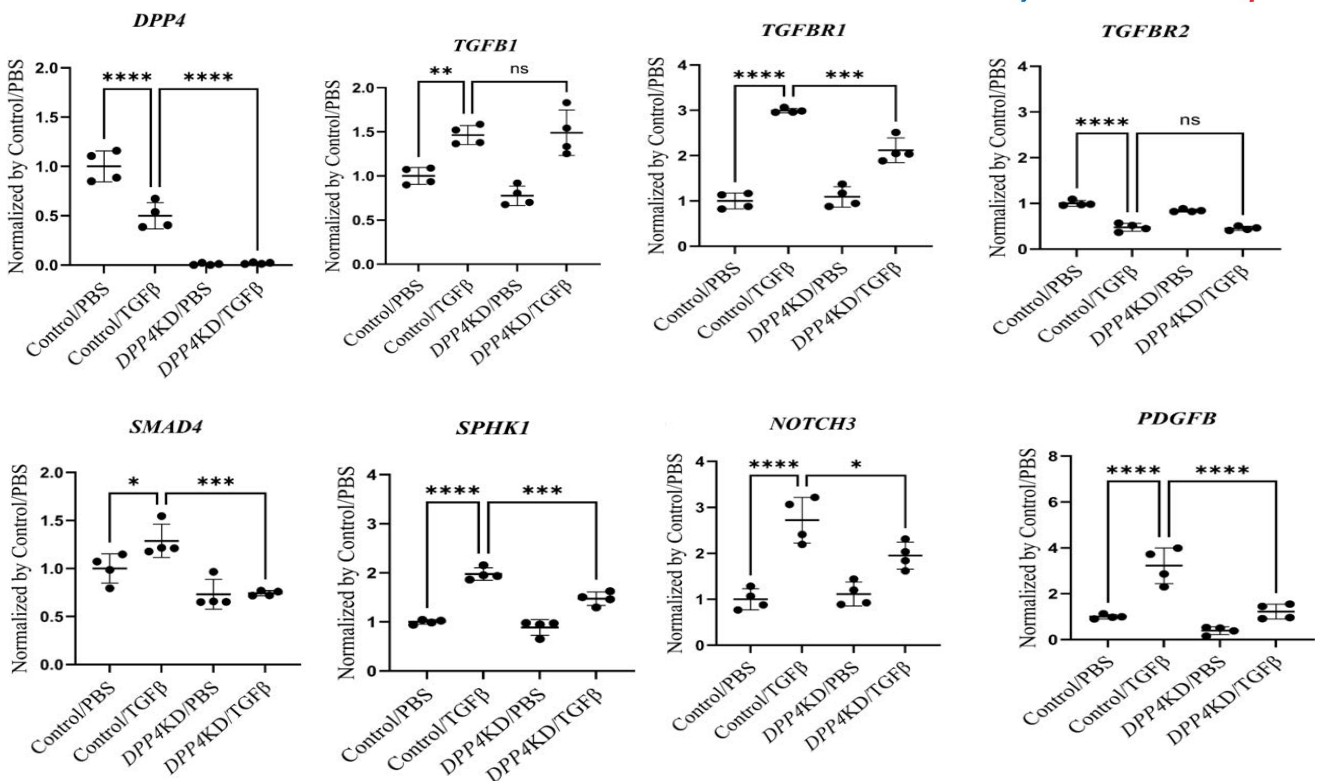 DPP4
Normalized by Control/PBS
2.0
1.5
1.0
0.5
0.0
**** ****
Control/PBS
Control/TGFβ
DPP4KD/PBS
DPP4KD/TGFβ
TGFB1
Normalized by Control/PBS
2.0
1.5
1.0
0.5
0.0
** ns
Control/PBS
Control/TGFβ
DPP4KD/PBS
DPP4KD/TGFβ
TGFBR1
Normalized by Control/PBS
4
3
2
1
0
**** ***
Control/PBS
Control/TGFβ
DPP4KD/PBS
DPP4KD/TGFβ
TGFBR2
Normalized by Control/PBS
4
3
2
1
0
**** ns
Control/PBS
Control/TGFβ
DPP4KD/PBS
DPP4KD/TGFβ
SMAD4
Normalized by Control/PBS
2.0
1.5
1.0
0.5
0.0
* ***
Control/PBS
Control/TGFβ
DPP4KD/PBS
DPP4KD/TGFβ
SPHK1
Normalized by Control/PBS
4
3
2
1
0
**** ***
Control/PBS
Control/TGFβ
DPP4KD/PBS
DPP4KD/TGFβ
NOTCH3
Normalized by Control/PBS
4
3
2
1
0
**** *
Control/PBS
Control/TGFβ
DPP4KD/PBS
DPP4KD/TGFβ
PDGFB
Normalized by Control/PBS
8
6
4
2
0
**** ****
Control/PBS
Control/TGFβ
DPP4KD/PBS
DPP4KD/TGFβ